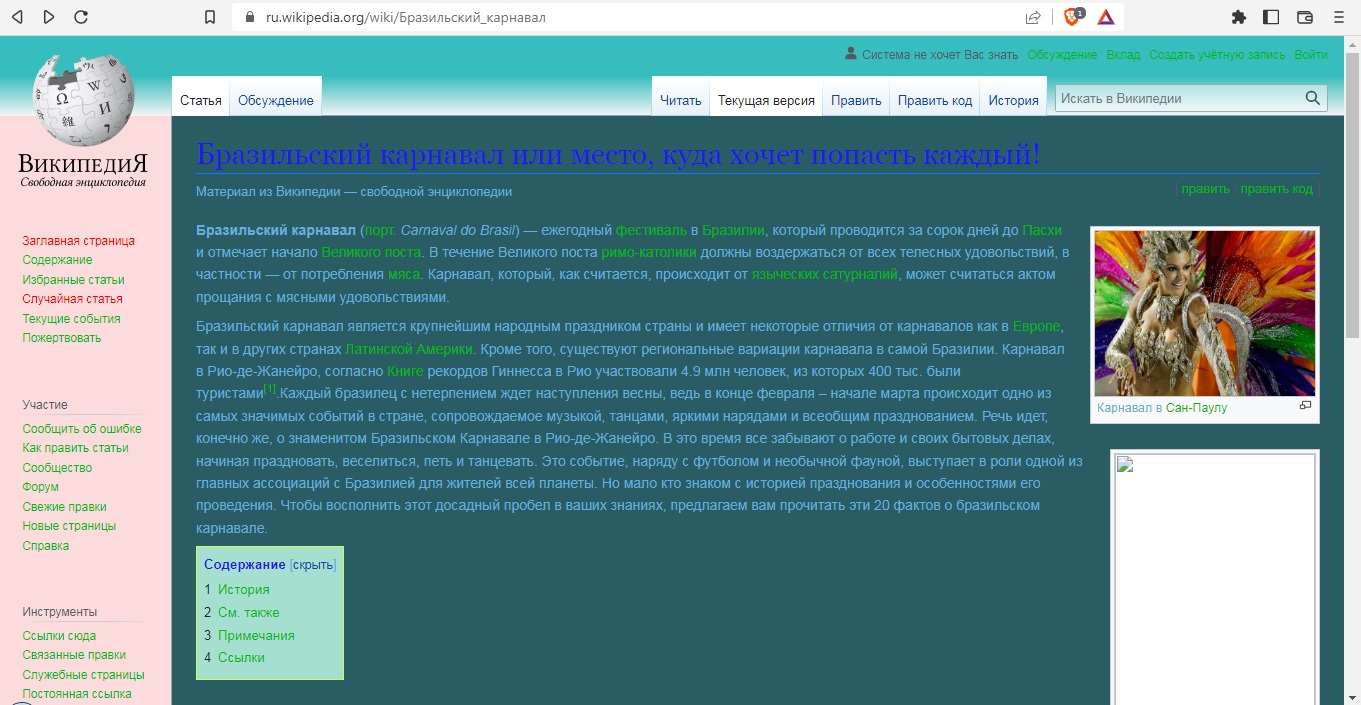 ru.wikipedia.org/wiki/Бразильский_карнавал
1
Система не хочет Вас знать Обсуждение Вклад Создать учётную запись Войти
Статья Обсуждение Читать Текущая версия Править Править код История Искать в Википедии
ВикипедиЯ
Свободная энциклопедия
Заглавная страница
Содержание
Избранные статьи
Случайная статья
Текущие события
Пожертвовать
Участие
Сообщить об ошибке
Как править статьи
Сообщество
Форум
Свежие правки
Новые страницы
Справка
Инструменты
Ссылки сюда
Связанные правки
Служебные страницы
Постоянная ссылка
Бразильский карнавал или место, куда хочет попасть каждый!
Материал из Википедии — свободной энциклопедии
[ править | править код ]
Бразильский карнавал (порт. Carnaval do Brasil) — ежегодный фестиваль в Бразилии, который проводится за сорок дней до Пасхи
и отмечает начало Великого поста. В течение Великого поста римо-католики должны воздержаться от всех телесных удовольствий, в
частности — от потребления мяса. Карнавал, который, как считается, происходит от языческих сатурналий, может считаться актом
прощания с мясными удовольствиями.
Бразильский карнавал является крупнейшим народным праздником страны и имеет некоторые отличия от карнавалов как в Европе,
так и в других странах Латинской Америки. Кроме того, существуют региональные вариации карнавала в самой Бразилии. Карнавал
в Рио-де-Жанейро, согласно Книге рекордов Гиннесса в Рио участвовали 4.9 млн человек, из которых 400 тыс. были
туристами[1].Каждый бразилец с нетерпением ждет наступления весны, ведь в конце февраля – начале марта происходит одно из
самых значимых событий в стране, сопровождаемое музыкой, танцами, яркими нарядами и всеобщим празднованием. Речь идет,
конечно же, о знаменитом Бразильском Карнавале в Рио-де-Жанейро. В это время все забывают о работе и своих бытовых делах,
начиная праздновать, веселиться, петь и танцевать. Это событие, наряду с футболом и необычной фауной, выступает в роли одной из
главных ассоциаций с Бразилией для жителей всей планеты. Но мало кто знаком с историей празднования и особенностями его
проведения. Чтобы восполнить этот досадный пробел в ваших знаниях, предлагаем вам прочитать эти 20 фактов о бразильском
карнавале.
Карнавал в Сан-Паулу
Содержание [скрыть]
1 История
2 См. также
3 Примечания
4 Ссылки